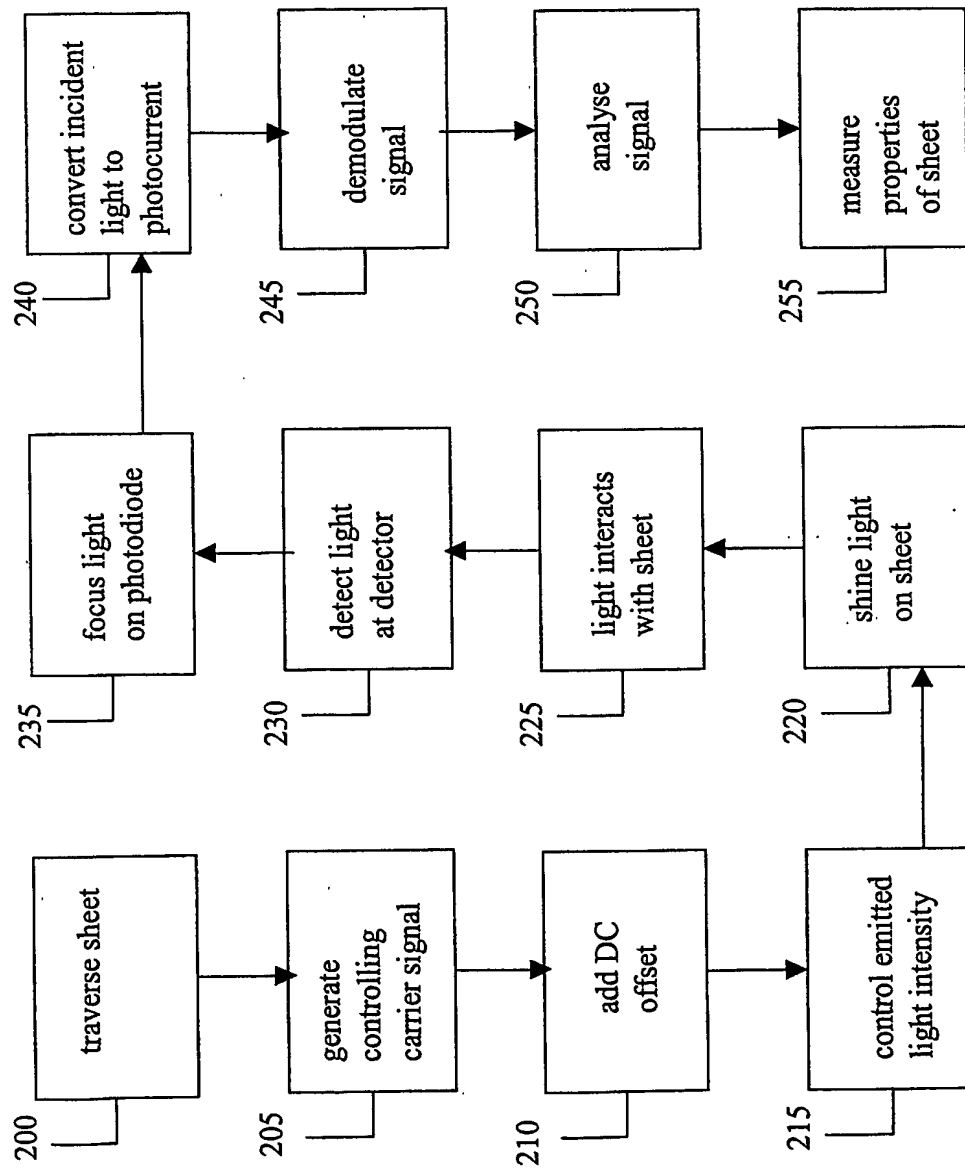 200
traverse sheet
205
generate
controlling
carrier signal
210
add DC
offset
215
control emitted
light intensity
220
shine light
on sheet
225
light interacts
with sheet
230
detect light
at detector
235
focus light
on photodiode
240
convert incident
light to
photocurrent
245
demodulate
signal
250
analyse
signal
255
measure
properties
of sheet